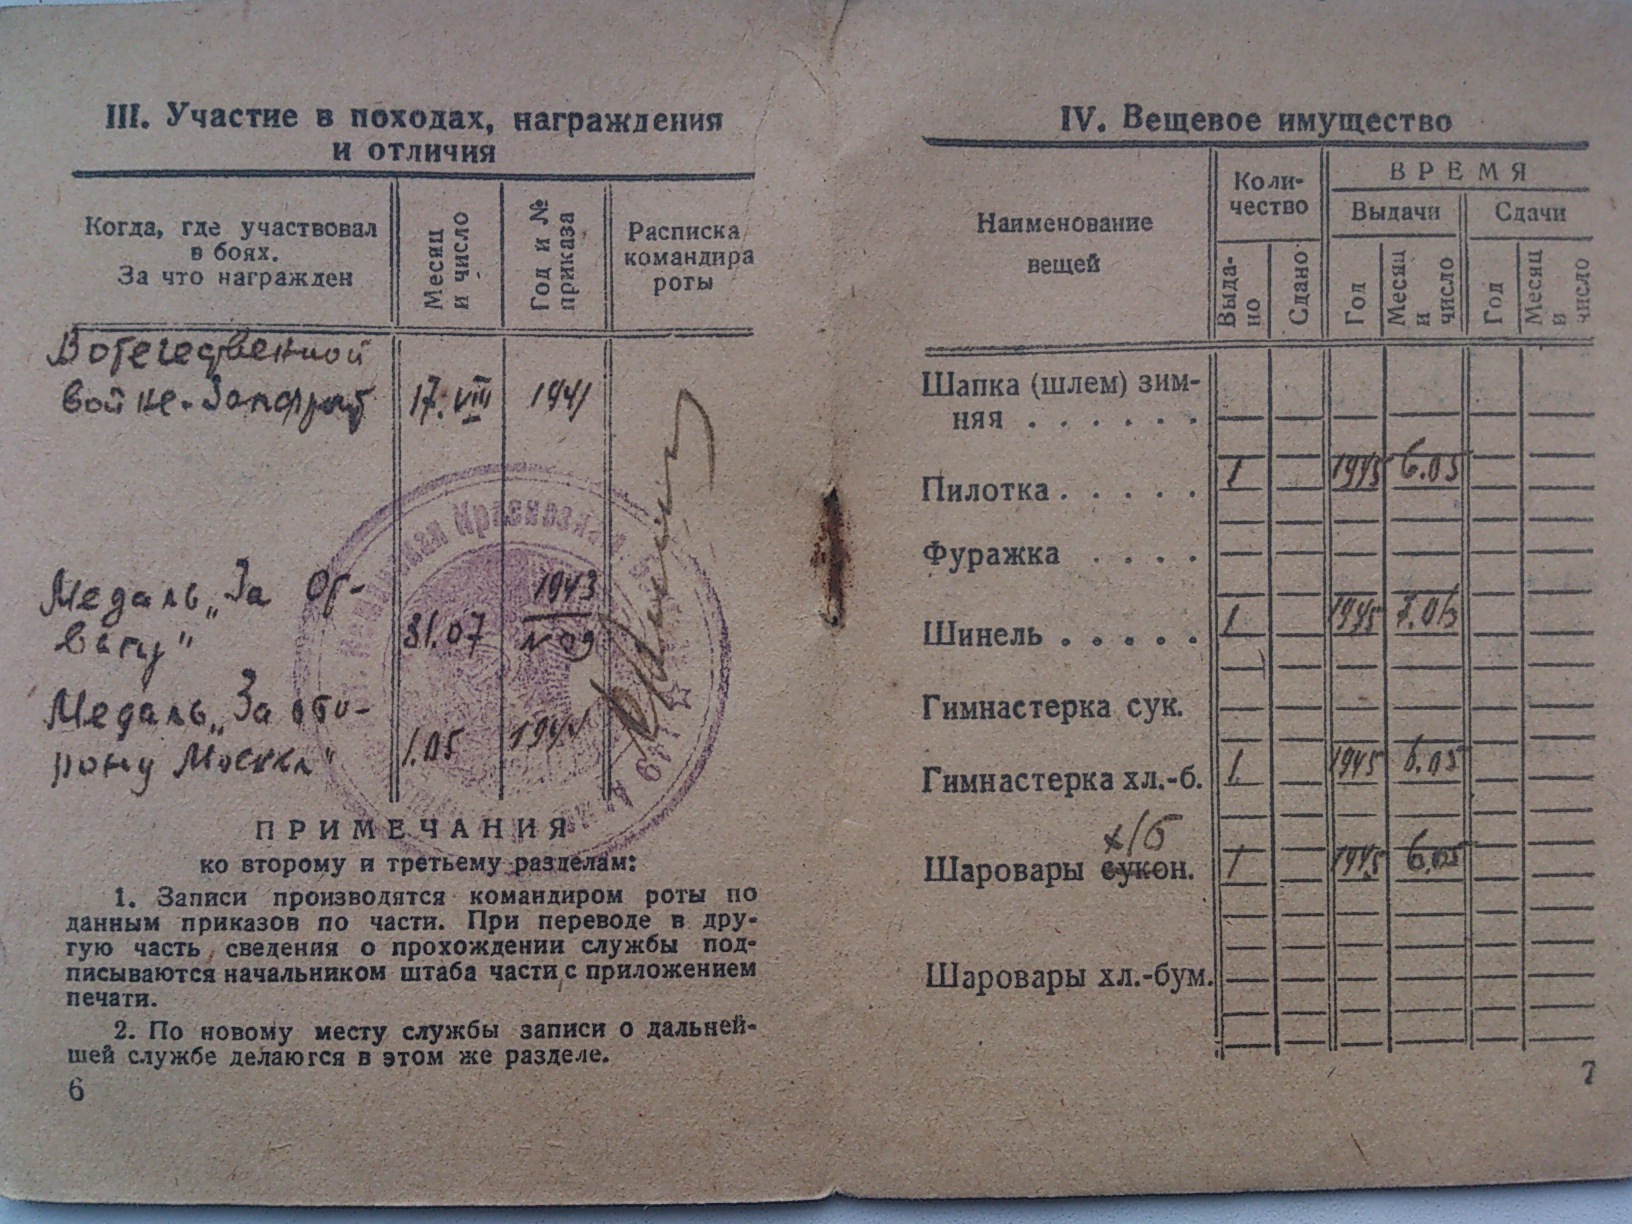 III. Участие в походах, награждения
и отличия
Когда, где участвовал
в боях.
За что награжден
Месяц
и число
Год и №
приказа
Расписка
командира
роты
В отечественной
войне. Запфронт 17.VIII 1941
Медаль „За От-
вагу" 31.07 1943
№ 09
Медаль „За обо-
рону Москвы" 1.05 1944
ПРИМЕЧАНИЯ
ко второму и третьему разделам:
1. Записи производятся командиром роты по
данным приказов по части. При переводе в дру-
гую часть сведения о прохождении службы под-
писываются начальником штаба части с приложением
печати.
2. По новому месту службы записи о дальней-
шей службе делаются в этом же разделе.
6
IV. Вещевое имущество
Наименование
вещей
Коли-
чество
ВРЕМЯ
Выдачи
Сдачи
Выда-
но
Сдано
Год
Месяц
и
число
Год
Месяц
и
число
Шапка (шлем) зим-
няя . . . . . .
Пилотка . . . . . 1 1945 6.05
Фуражка . . . .
Шинель . . . . . 1 1945
Гимнастерка сук.
Гимнастерка хл.-б. 1 1945 6.05
х/б
Шаровары сукон. 1 1945 6.05
Шаровары хл.-бум.
7